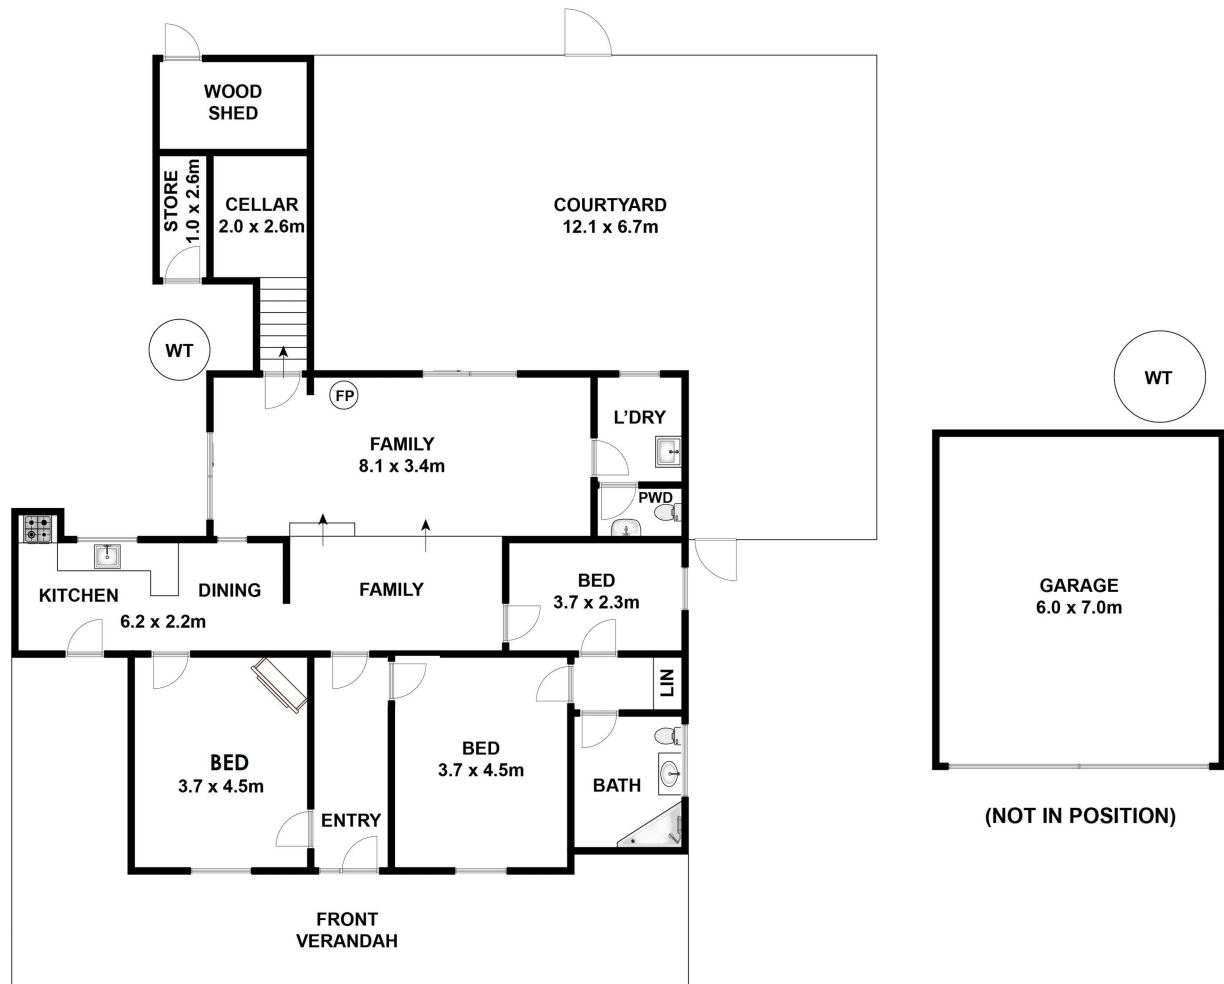 WOOD
SHED
STORE
1.0 x 2.6m
CELLAR
2.0 x 2.6m
COURTYARD
12.1 x 6.7m
WT
WT
FP
FAMILY
8.1 x 3.4m
L'DRY
PWD
KITCHEN
DINING
6.2 x 2.2m
FAMILY
BED
3.7 x 2.3m
GARAGE
6.0 x 7.0m
LIN
BED
3.7 x 4.5m
BED
3.7 x 4.5m
BATH
ENTRY
(NOT IN POSITION)
FRONT
VERANDAH